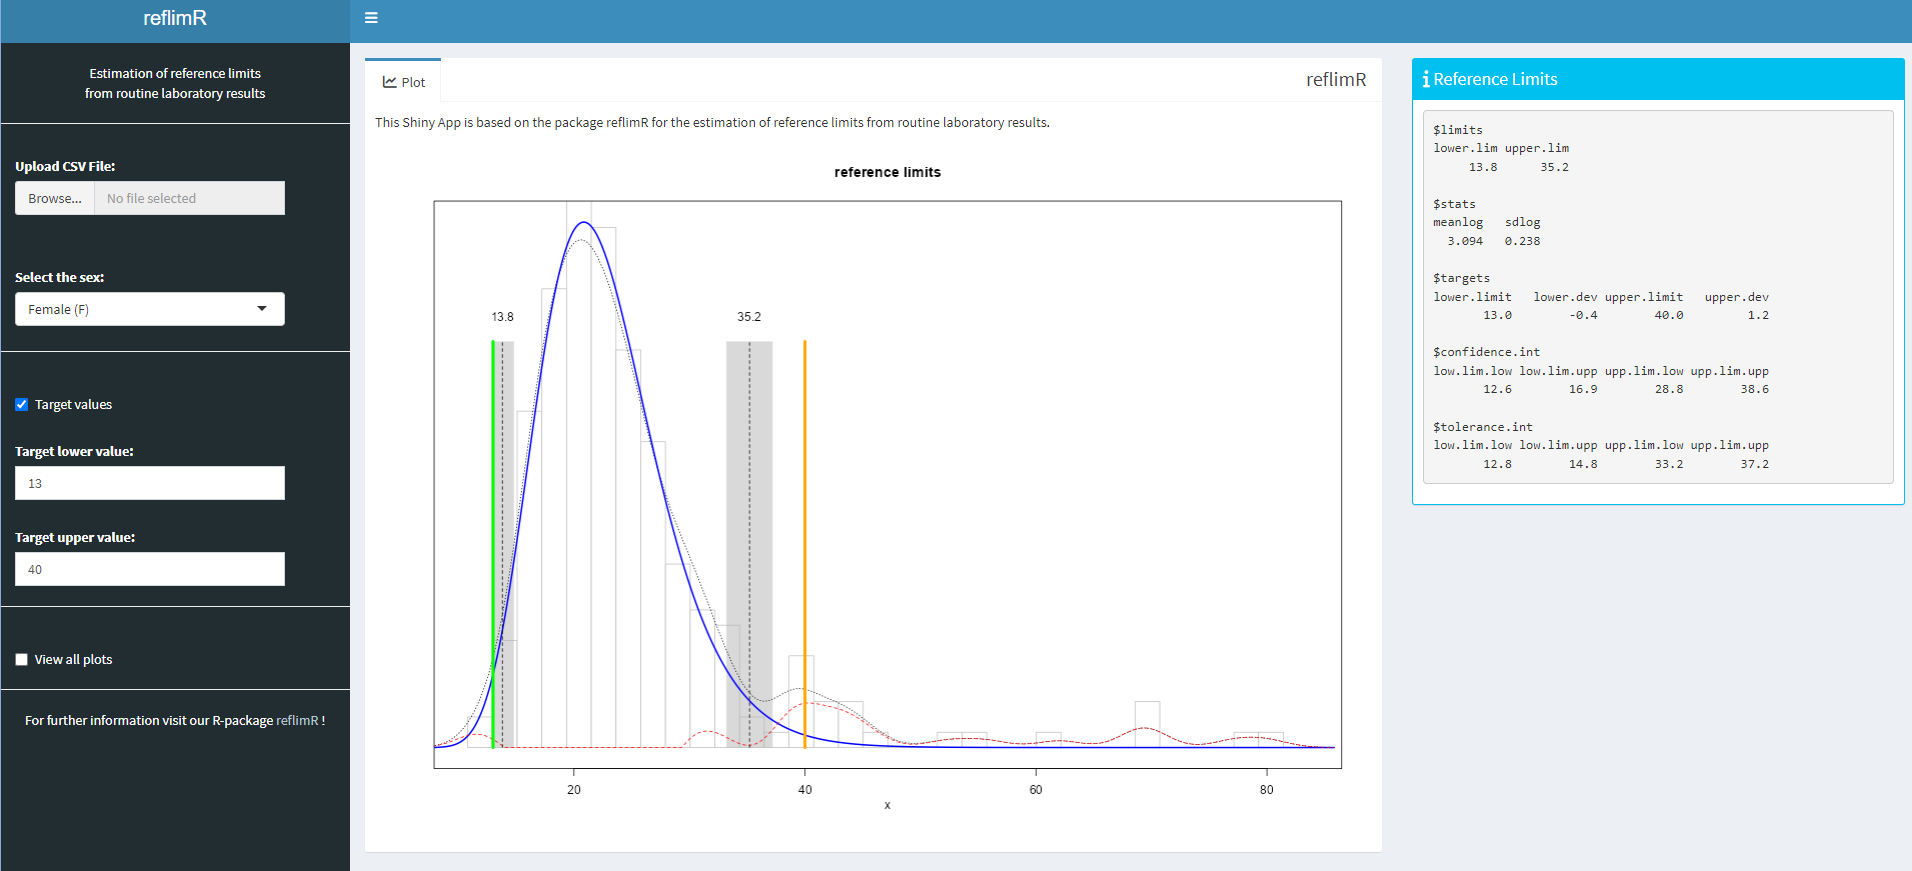 reflimR
Estimation of reference limits
from routine laboratory results
Upload CSV File:
Browse... No file selected
Select the sex:
Female (F)
Target values
Target lower value:
13
Target upper value:
40
View all plots
For further information visit our R-package reflimR !
Plot
reflimR
This Shiny App is based on the package reflimR for the estimation of reference limits from routine laboratory results.
reference limits
13.8 35.2
20 40 60 80
x
Reference Limits
$limits
lower.lim upper.lim
13.8 35.2
$stats
meanlog sdlog
3.094 0.238
$targets
lower.limit lower.dev upper.limit upper.dev
13.0 -0.4 40.0 1.2
$confidence.int
low.lim.low low.lim.upp upp.lim.low upp.lim.upp
12.6 16.9 28.8 38.6
$tolerance.int
low.lim.low low.lim.upp upp.lim.low upp.lim.upp
12.8 14.8 33.2 37.2